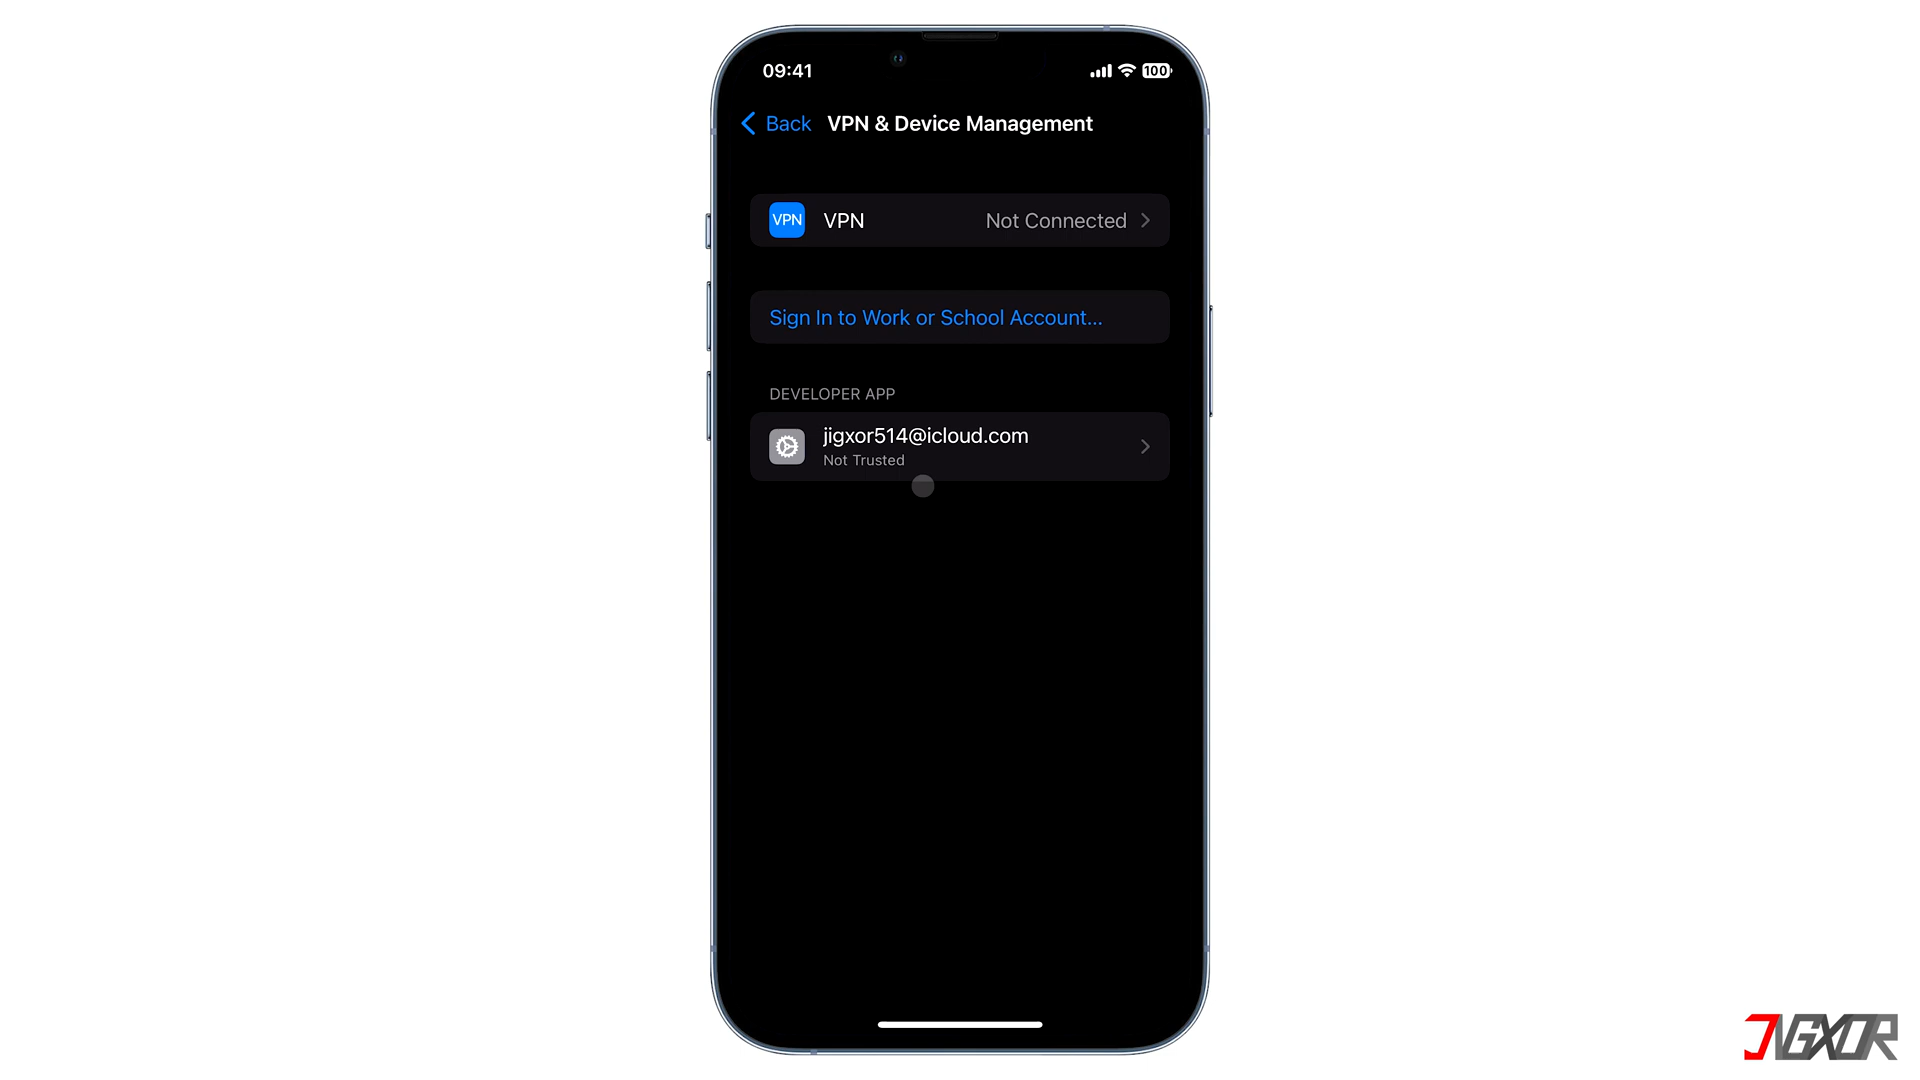 09:41
100
Back VPN & Device Management
VPN VPN Not Connected
Sign In to Work or School Account...
DEVELOPER APP
jigxor514@icloud.com
Not Trusted
JIGXOR